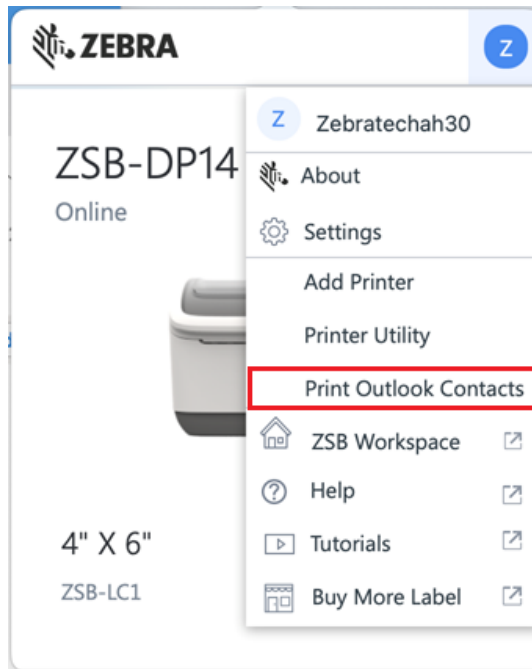 ZEBRA
Z
Z Zebratechah30
ZSB-DP14
About
Online
Settings
Add Printer
Printer Utility
Print Outlook Contacts
ZSB Workspace
Help
4" X 6"
Tutorials
ZSB-LC1
Buy More Label